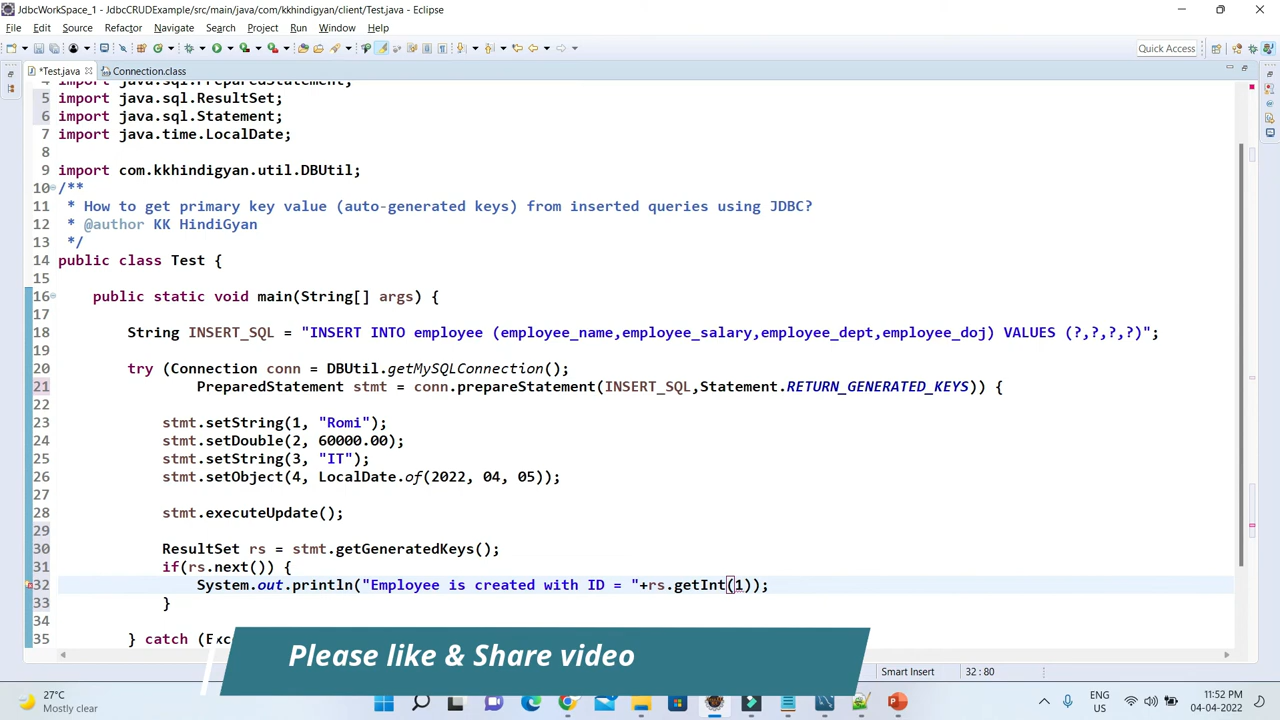 JdbcWorkSpace_1 - JdbcCRUDExample/src/main/java/com/kkhindigyan/client/Test.java - Eclipse
File Edit Source Refactor Navigate Search Project Run Window Help
Quick Access
*Test.java Connection.class
4 import java.sql.PreparedStatement;
5 import java.sql.ResultSet;
6 import java.sql.Statement;
7 import java.time.LocalDate;
8
9 import com.kkhindigyan.util.DBUtil;
10 /**
11 * How to get primary key value (auto-generated keys) from inserted queries using JDBC?
12 * @author KK HindiGyan
13 */
14 public class Test {
15
16 public static void main(String[] args) {
17
18 String INSERT_SQL = "INSERT INTO employee (employee_name,employee_salary,employee_dept,employee_doj) VALUES (?,?,?,?)";
19
20 try (Connection conn = DBUtil.getMySQLConnection();
21 PreparedStatement stmt = conn.prepareStatement(INSERT_SQL,Statement.RETURN_GENERATED_KEYS)) {
22
23 stmt.setString(1, "Romi");
24 stmt.setDouble(2, 60000.00);
25 stmt.setString(3, "IT");
26 stmt.setObject(4, LocalDate.of(2022, 04, 05));
27
28 stmt.executeUpdate();
29
30 ResultSet rs = stmt.getGeneratedKeys();
31 if(rs.next()) {
32 System.out.println("Employee is created with ID = "+rs.getInt(1));
33 }
34
35 } catch (Ex
Please like & Share video
Smart Insert 32 : 80
27°C
Mostly clear
ENG
US
11:52 PM
04-04-2022